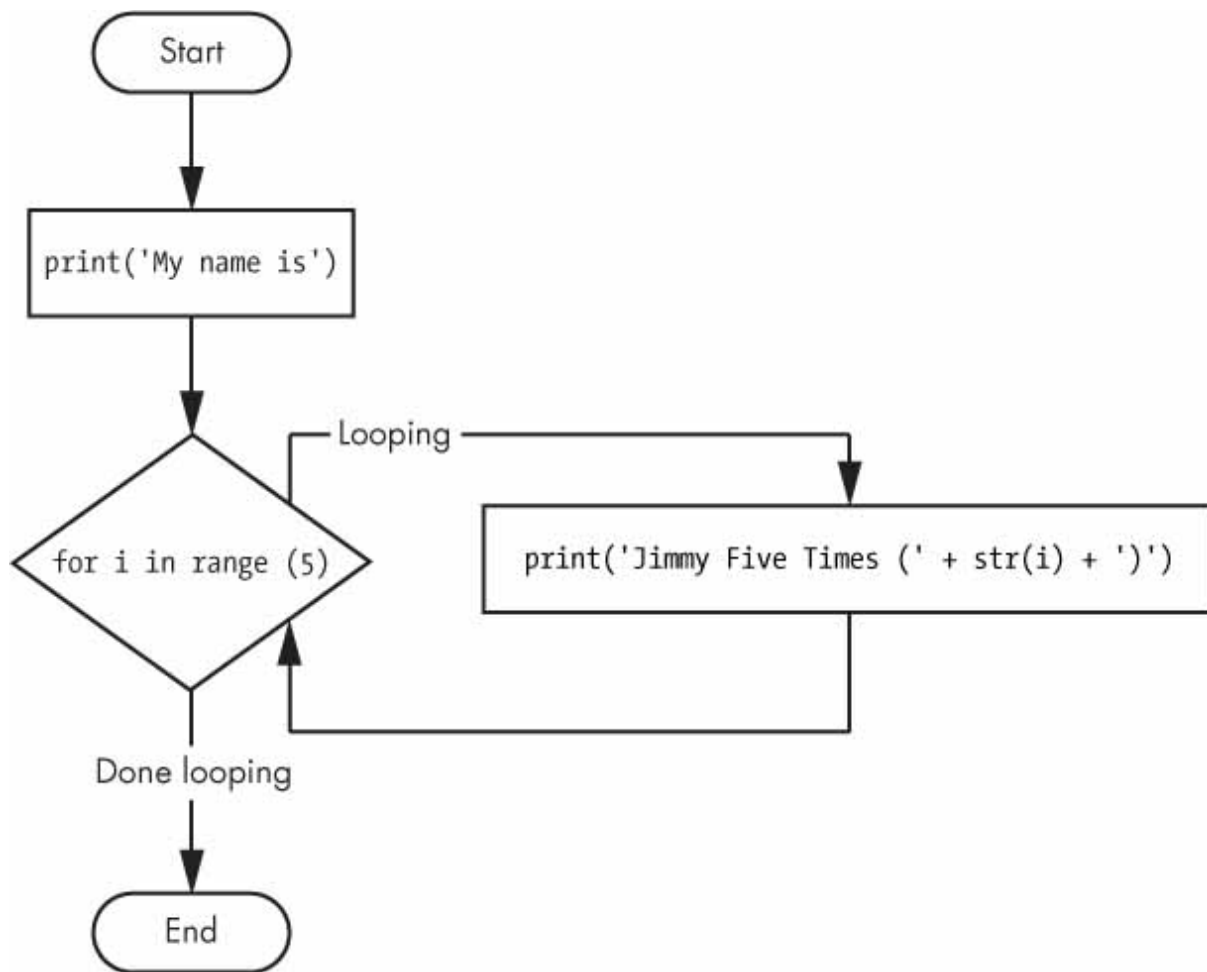 Start
print('My name is')
Looping
for i in range (5)
print('Jimmy Five Times (' + str(i) + ')')
Done looping
End